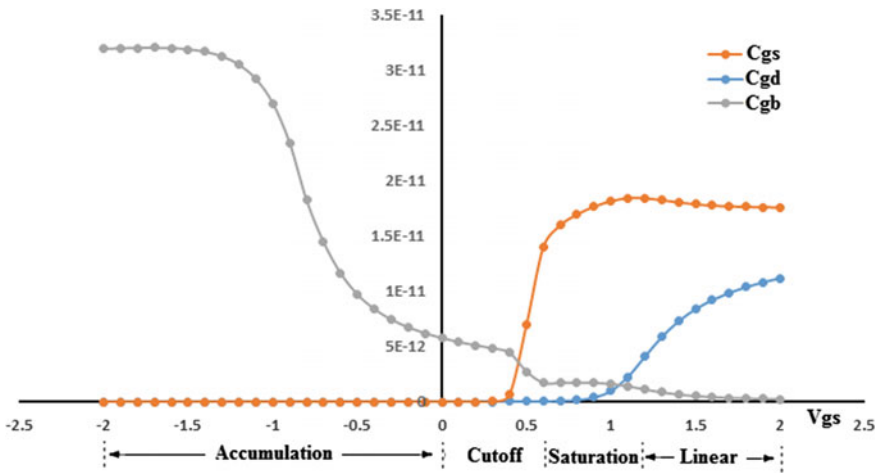 3.5E-11
3E-11
2.5E-11
2E-11
1.5E-11
1E-11
5E-12
0
Cgs
Cgd
Cgb
-2.5 -2 -1.5 -1 -0.5 0 0.5 1 1.5 2 2.5
Vgs
Accumulation Cutoff Saturation Linear